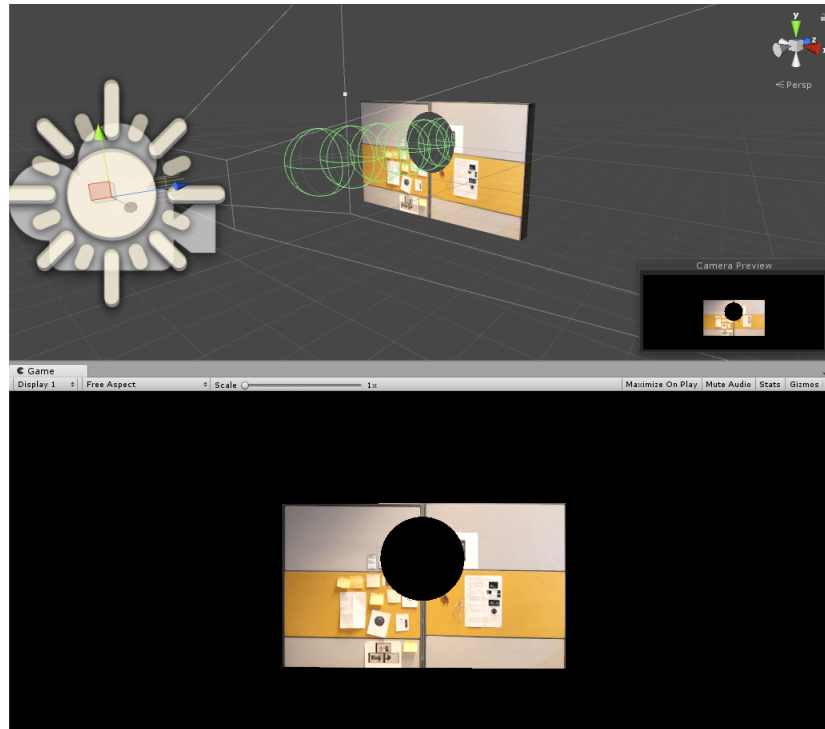 y
z
x
Persp
Camera Preview
Game
Display 1 Free Aspect Scale 1x Maximize On Play Mute Audio Stats Gizmos